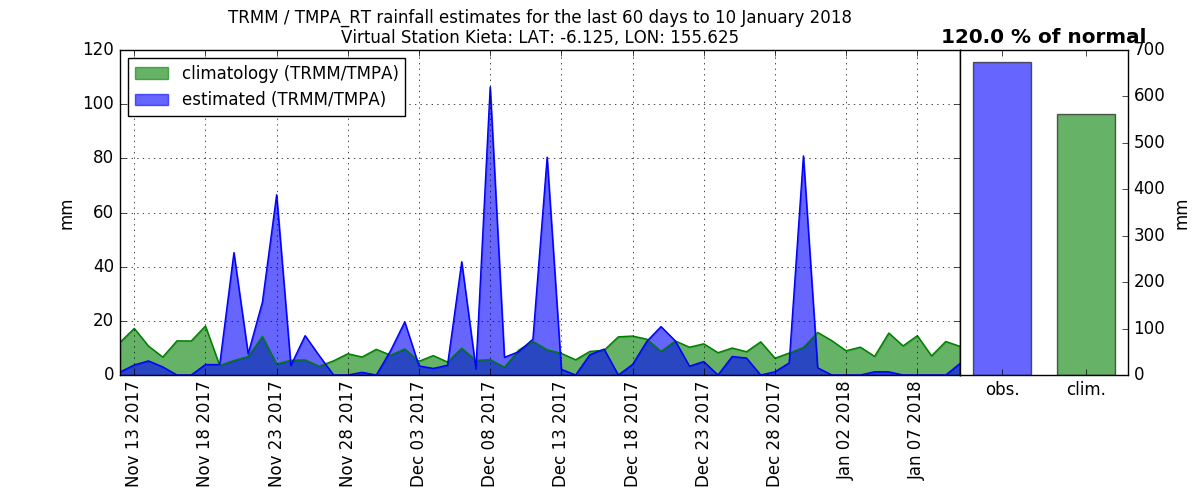 TRMM / TMPA_RT rainfall estimates for the last 60 days to 10 January 2018
Virtual Station Kieta: LAT: -6.125, LON: 155.625
120.0 % of normal
climatology (TRMM/TMPA)
estimated (TRMM/TMPA)
mm
120
100
80
60
40
20
0
Nov 13 2017
Nov 18 2017
Nov 23 2017
Nov 28 2017
Dec 03 2017
Dec 08 2017
Dec 13 2017
Dec 18 2017
Dec 23 2017
Dec 28 2017
Jan 02 2018
Jan 07 2018
700
600
500
400
300
200
100
0
mm
obs.
clim.